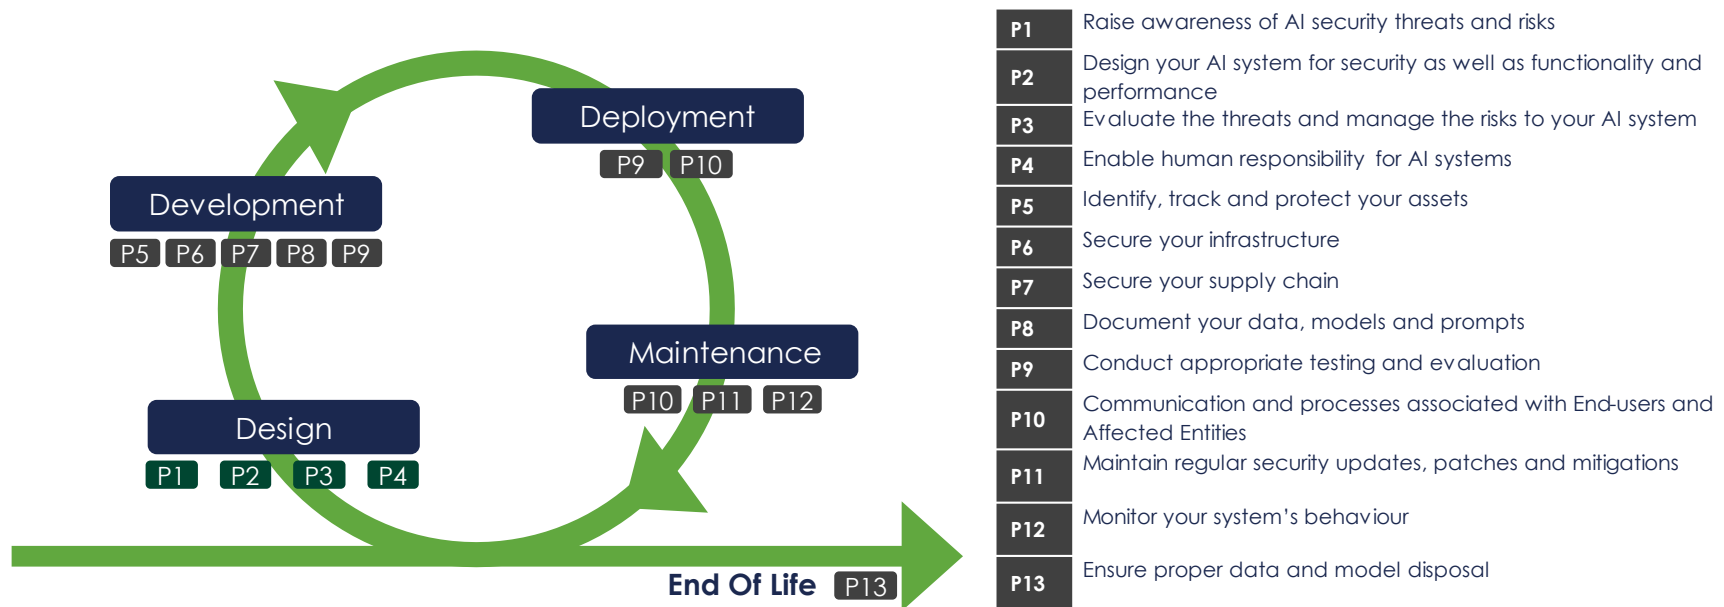 Deployment
P9 P10
Development
P5 P6 P7 P8 P9
Maintenance
P10 P11 P12
Design
P1 P2 P3 P4
End Of Life P13
P1 Raise awareness of AI security threats and risks
P2 Design your AI system for security as well as functionality and
performance
P3 Evaluate the threats and manage the risks to your AI system
P4 Enable human responsibility for AI systems
P5 Identify, track and protect your assets
P6 Secure your infrastructure
P7 Secure your supply chain
P8 Document your data, models and prompts
P9 Conduct appropriate testing and evaluation
P10 Communication and processes associated with End-users and
Affected Entities
P11 Maintain regular security updates, patches and mitigations
P12 Monitor your system's behaviour
P13 Ensure proper data and model disposal